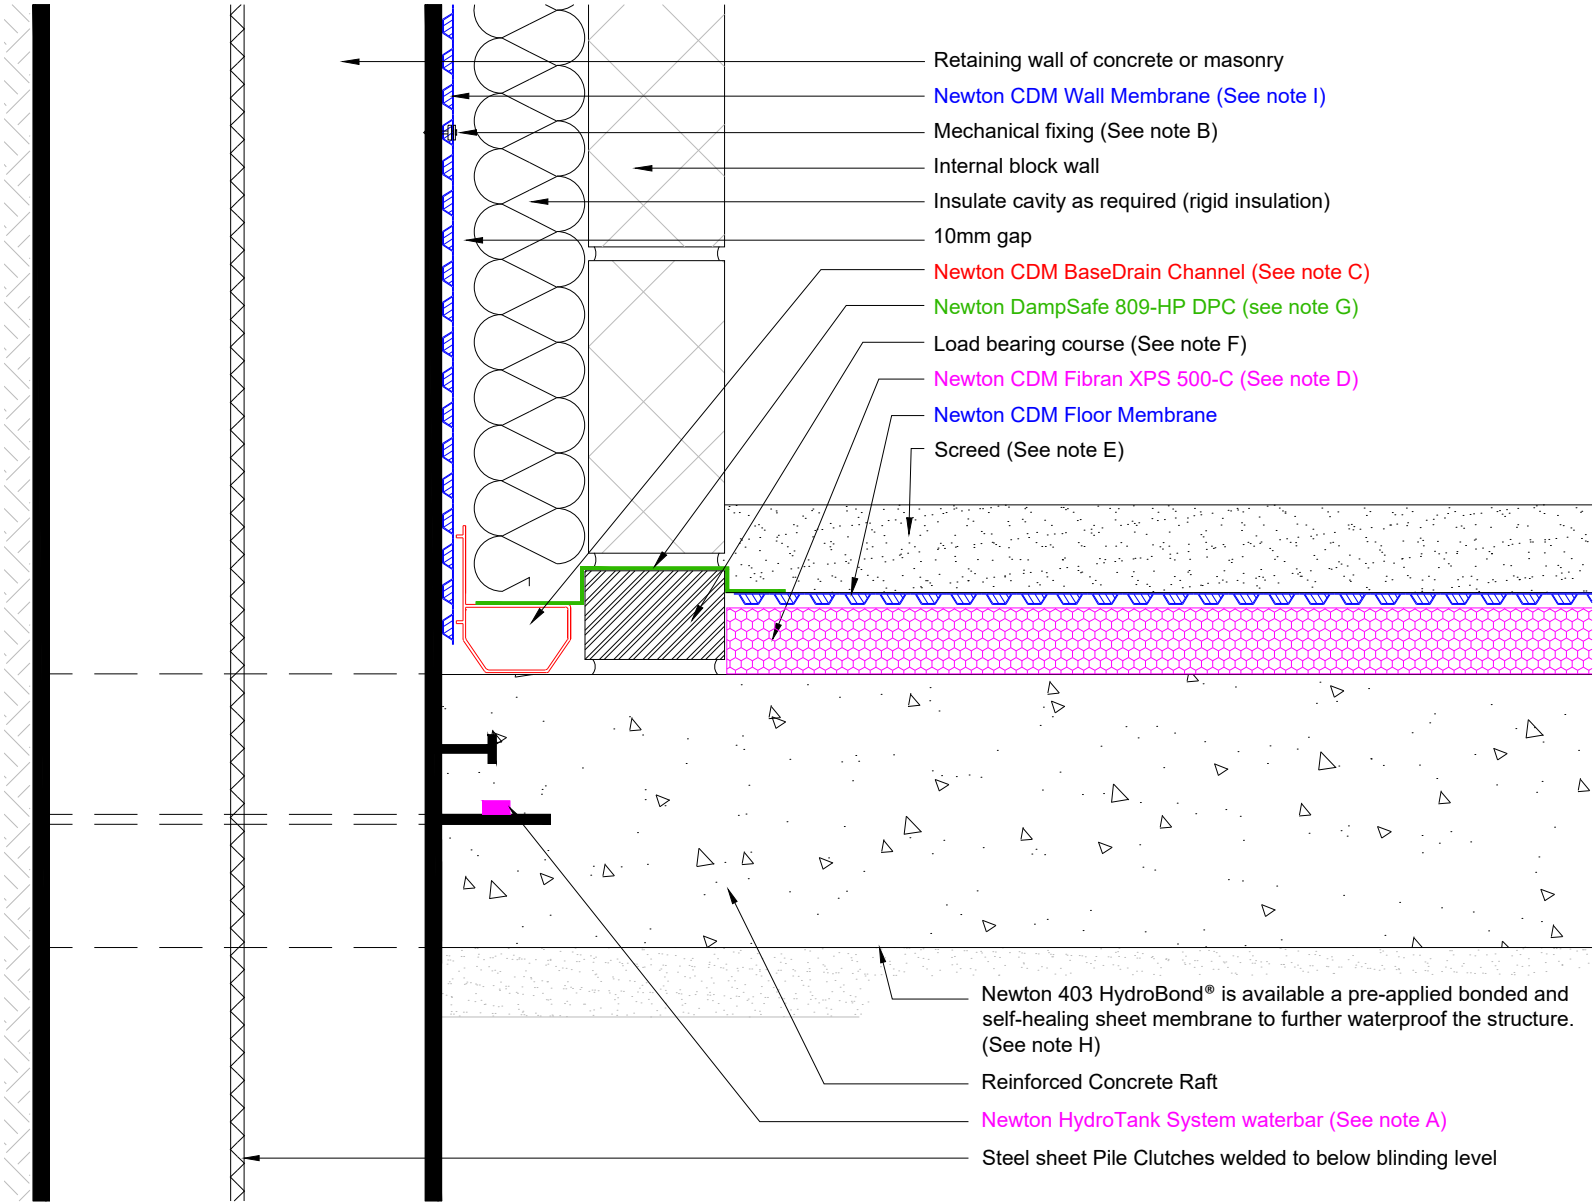 Retaining wall of concrete or masonry
Newton CDM Wall Membrane (See note I)
Mechanical fixing (See note B)
Internal block wall
Insulate cavity as required (rigid insulation)
10mm gap
Newton CDM BaseDrain Channel (See note C)
Newton DampSafe 809-HP DPC (see note G)
Load bearing course (See note F)
Newton CDM Fibran XPS 500-C (See note D)
Newton CDM Floor Membrane
Screed (See note E)
Newton 403 HydroBond® is available a pre-applied bonded and
self-healing sheet membrane to further waterproof the structure.
(See note H)
Reinforced Concrete Raft
Newton HydroTank System waterbar (See note A)
Steel sheet Pile Clutches welded to below blinding level